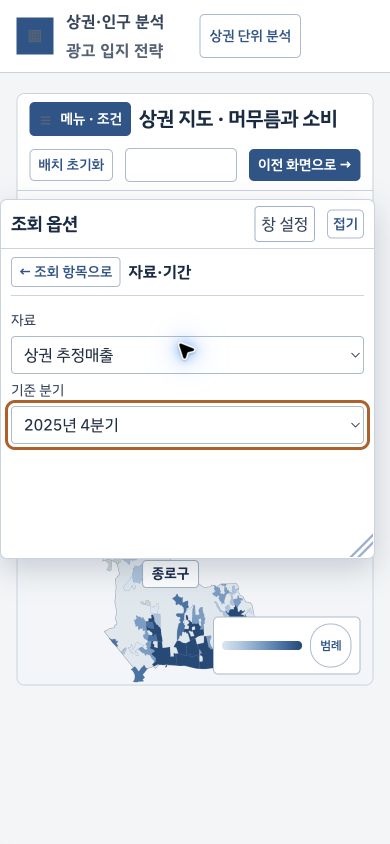 상권·인구 분석
광고 입지 전략
상권 단위 분석
☰ 메뉴 · 조건
상권 지도 · 머무름과 소비
배치 초기화
이전 화면으로 →
조회 옵션
창 설정
접기
← 조회 항목으로
자료·기간
자료
상권 추정매출
기준 분기
2025년 4분기
종로구
범례